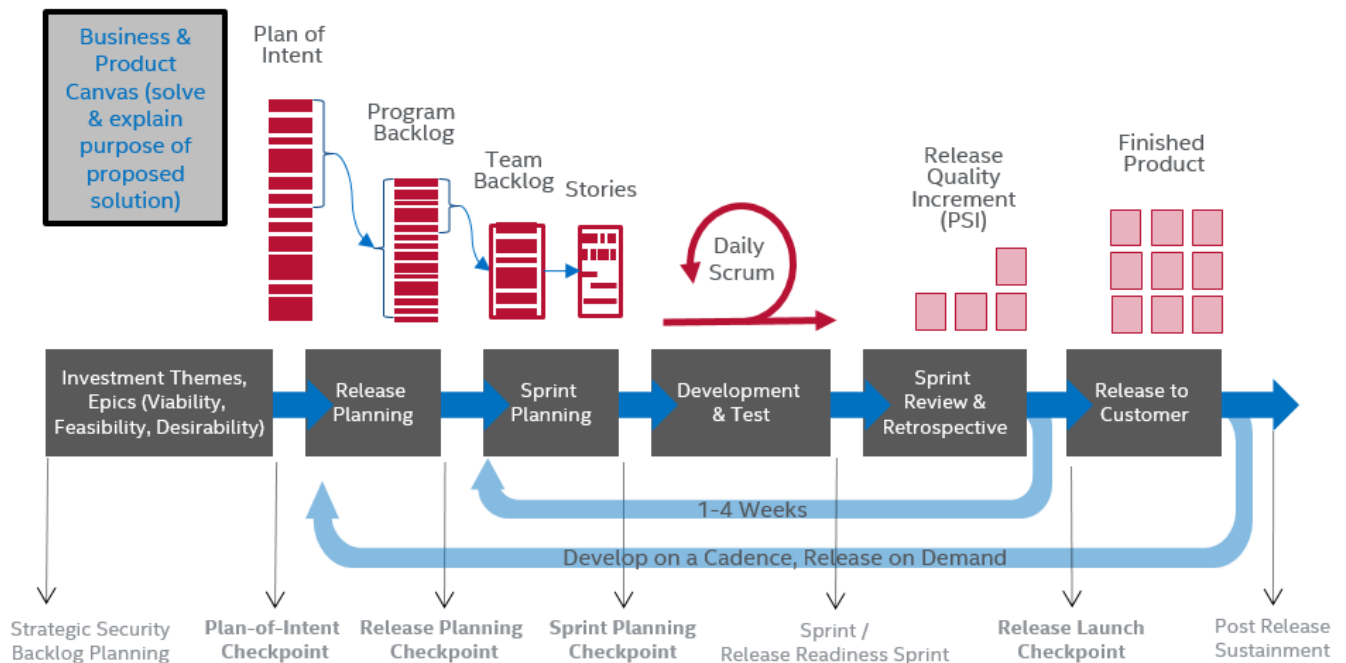 Business &
Product
Canvas (solve
& explain
purpose of
proposed
solution)
Plan of
Intent
Program
Backlog
Team
Backlog
Stories
Daily
Scrum
Release
Quality
Increment
(PSI)
Finished
Product
Investment Themes,
Epics (Viability,
Feasibility, Desirability)
Release
Planning
Sprint
Planning
Development
& Test
Sprint
Review &
Retrospective
Release to
Customer
1-4 Weeks
Develop on a Cadence, Release on Demand
Strategic Security
Backlog Planning
Plan-of-Intent
Checkpoint
Release Planning
Checkpoint
Sprint Planning
Checkpoint
Sprint /
Release Readiness Sprint
Release Launch
Checkpoint
Post Release
Sustainment